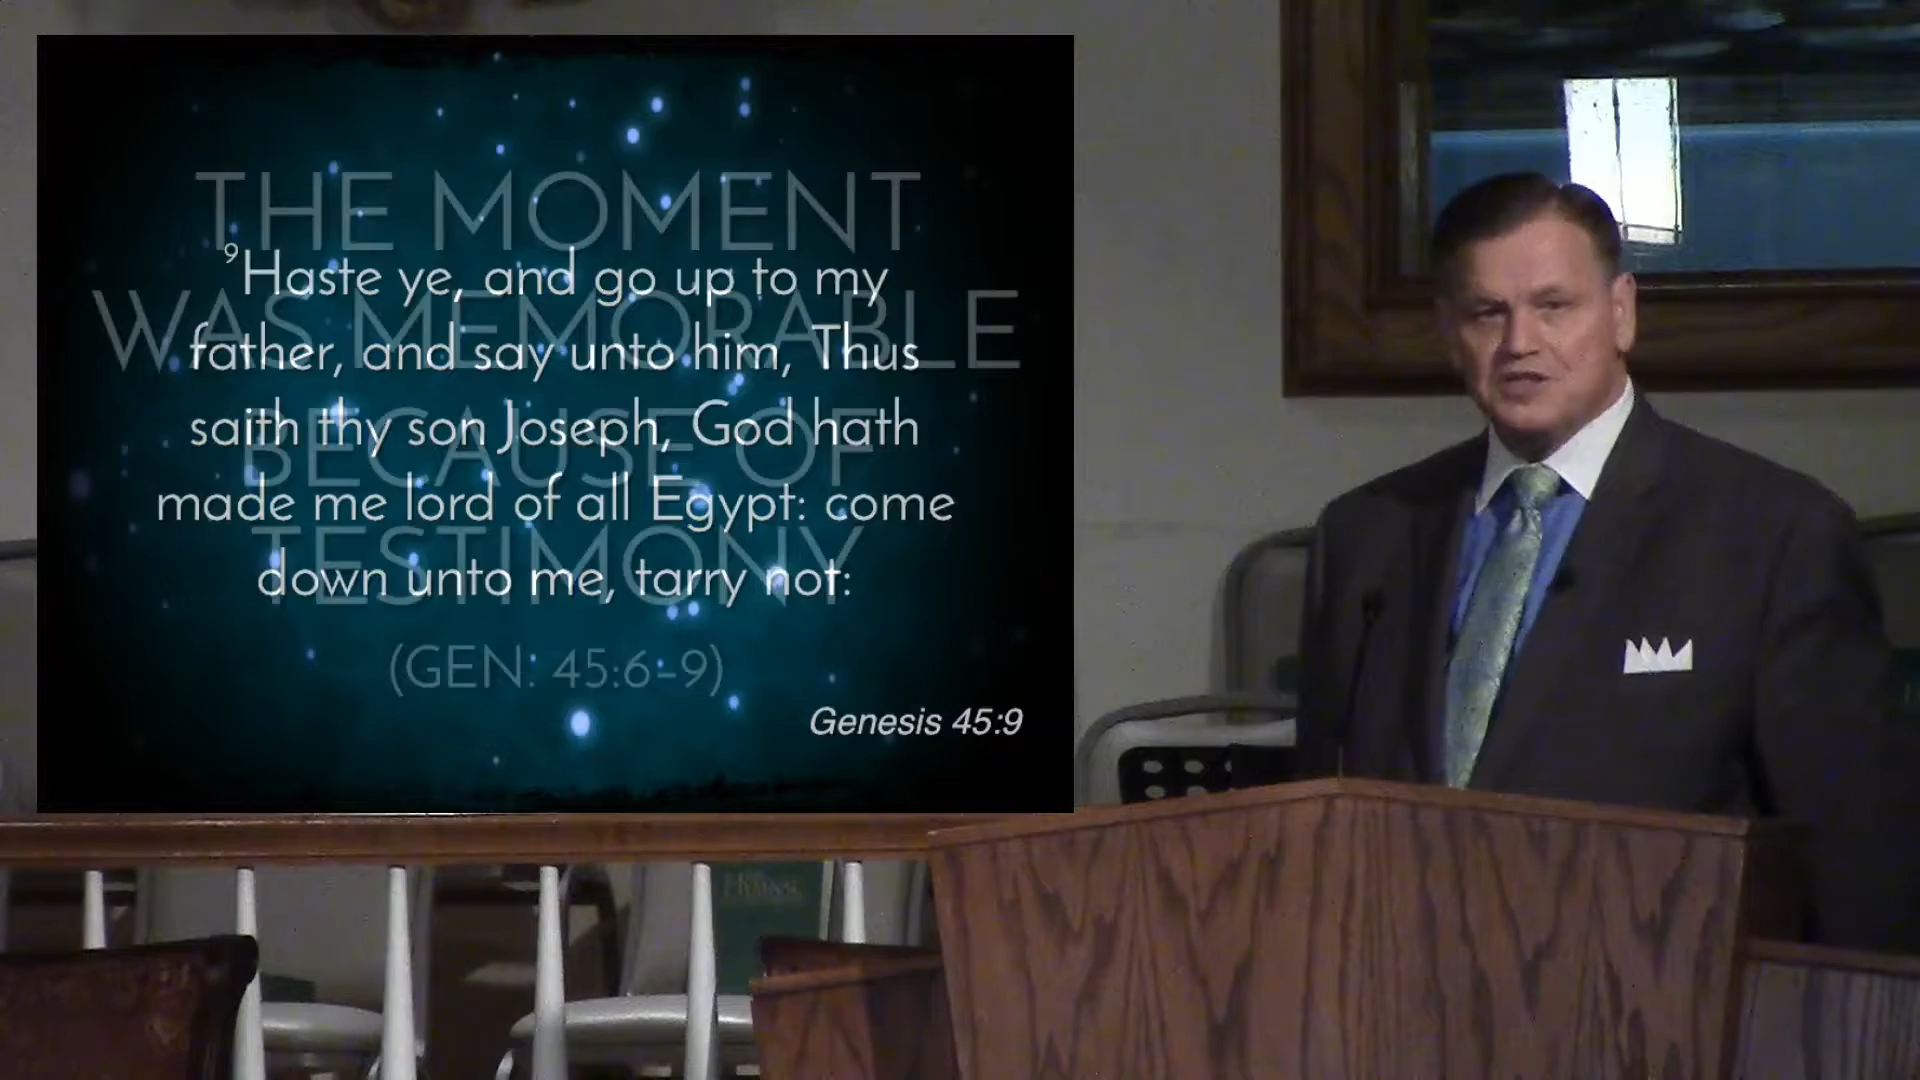 THE MOMENT
WAS MEMORABLE
BECAUSE OF
TESTIMONY
(GEN: 45:6-9)
9Haste ye, and go up to my
father, and say unto him, Thus
saith thy son Joseph, God hath
made me lord of all Egypt: come
down unto me, tarry not:
Genesis 45:9
HYMNS